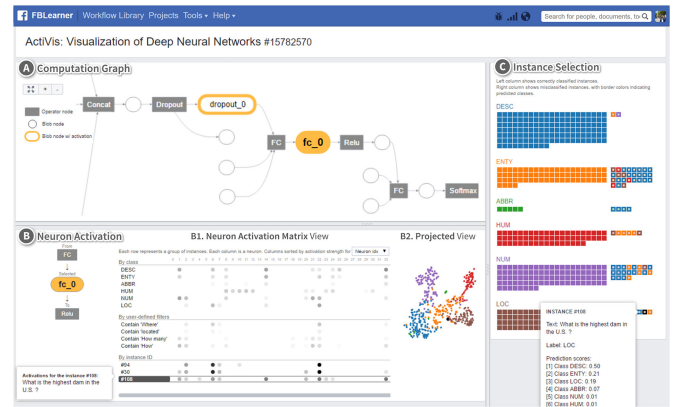 FBLearner Workflow Library Projects Tools Help
Search for people, documents, to
ActiVis: Visualization of Deep Neural Networks #15782570
A Computation Graph
+ -
Operator node
Blob node
Blob node w/ activation
Concat
Dropout
dropout_0
FC
fc_0
Relu
FC
Softmax
B Neuron Activation
From
FC
Selected
fc_0
To
Relu
Activations for the instance #108:
What is the highest dam in
the U.S. ?
B1. Neuron Activation Matrix View
Each row represents a group of instances. Each column is a neuron. Columns sorted by activation strength for Neuron Idx
By class
DESC
ENTY
ABBR
HUM
NUM
LOC
By user-defined filters
Contain 'Where'
Contain 'located'
Contain 'How many'
Contain 'Hour'
By instance ID
#94
#30
#108
B2. Projected View
C Instance Selection
Left column shows correctly classified instances.
Right column shows misclassified instances, with border colors indicating
predicted classes.
DESC
ENTY
ABBR
HUM
NUM
LOC
INSTANCE #108
Text: What is the highest dam in
the U.S. ?
Label: LOC
Prediction scores:
[1] Class DESC: 0.50
[2] Class ENTY: 0.21
[3] Class LOC: 0.19
[4] Class ABBR: 0.07
[5] Class NUM: 0.01
[6] Class HUM: 0.01